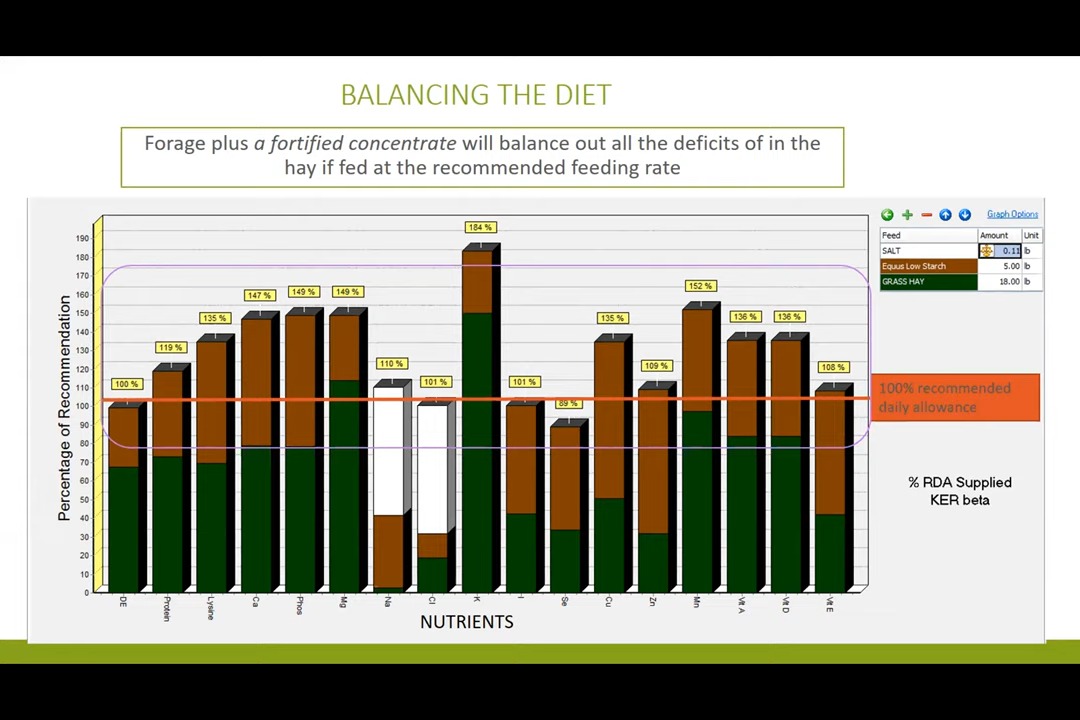 BALANCING THE DIET
Forage plus a fortified concentrate will balance out all the deficits of in the
hay if fed at the recommended feeding rate
Graph Options
Feed Amount Unit
SALT 0.11 lb
Equus Low Starch 5.00 lb
GRASS HAY 18.00 lb
Percentage of Recommendation
190
180
170
160
150
140
130
120
110
100
90
80
70
60
50
40
30
20
10
0
100 %
119 %
135 %
147 %
149 %
149 %
110 %
101 %
184 %
101 %
89 %
135 %
109 %
152 %
136 %
136 %
108 %
100% recommended
daily allowance
% RDA Supplied
KER beta
DE
Protein
Lysine
Ca
Phos
Mg
Na
Cl
K
I
Se
Cu
Zn
Mn
Vit A
Vit D
Vit E
NUTRIENTS